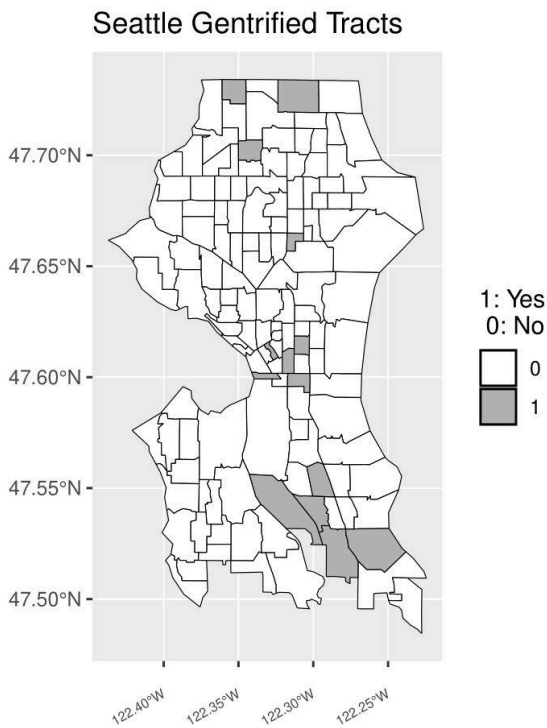 Seattle Gentrified Tracts
47.70°N
47.65°N
47.60°N
47.55°N
47.50°N
122.40°W
122.35°W
122.30°W
122.25°W
1: Yes
0: No
0
1